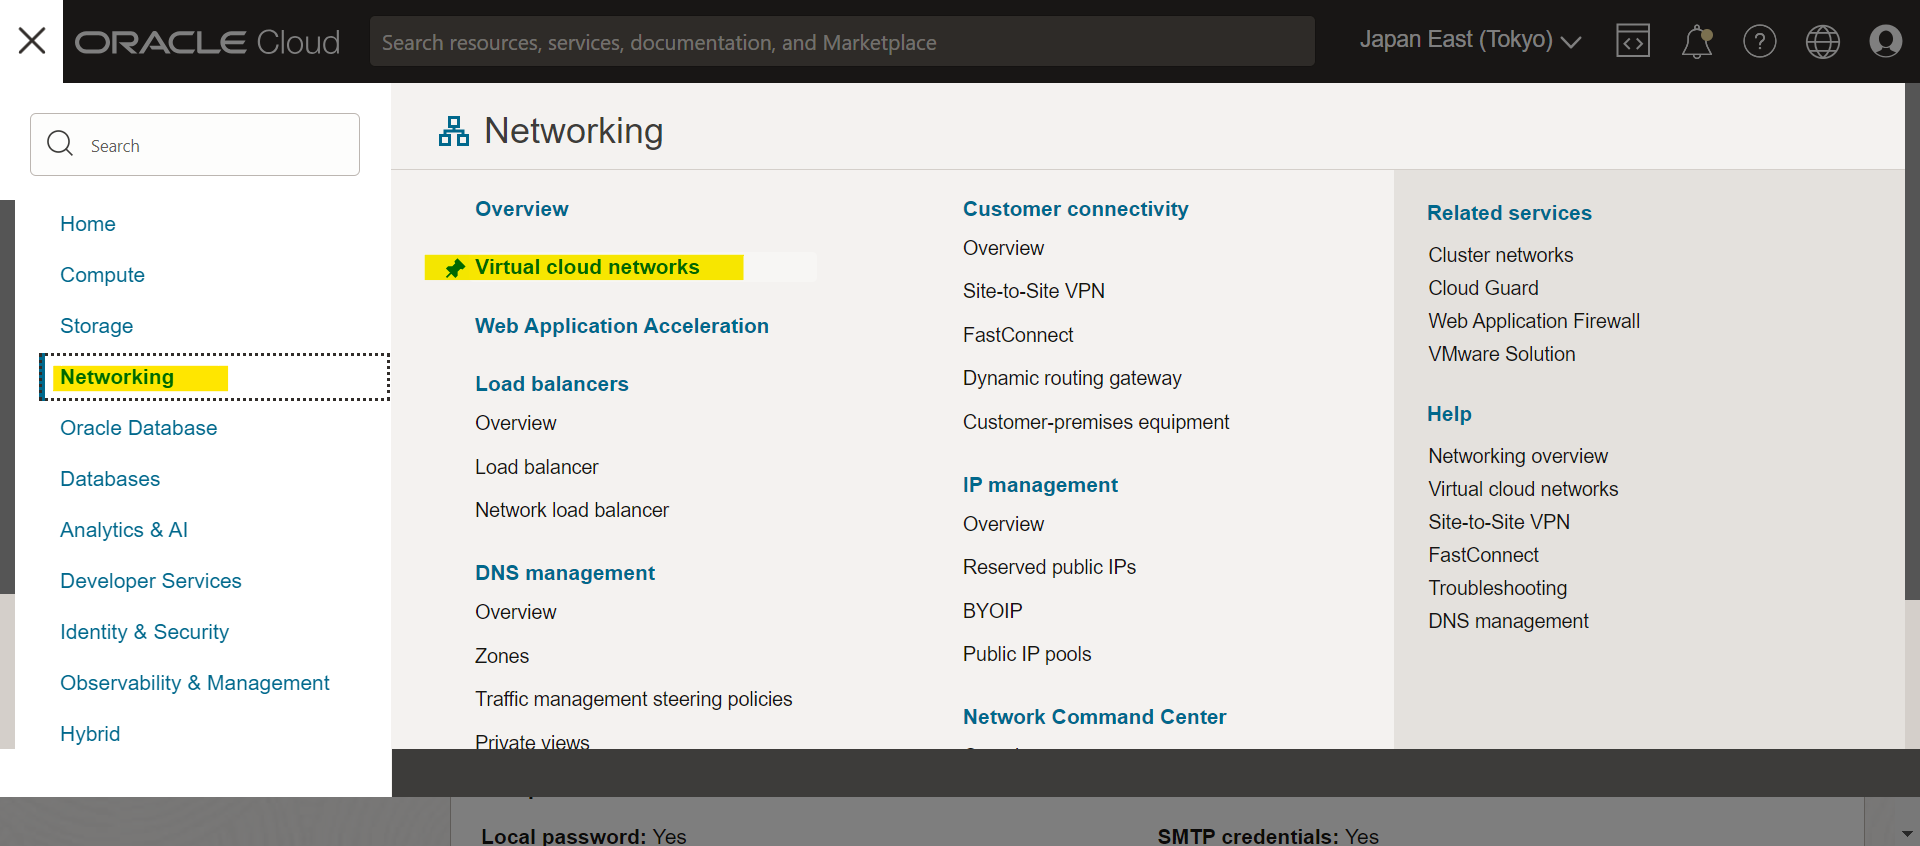 ORACLE Cloud
Search resources, services, documentation, and Marketplace
Japan East (Tokyo)
Search
Home
Compute
Storage
Networking
Oracle Database
Databases
Analytics & AI
Developer Services
Identity & Security
Observability & Management
Hybrid
Networking
Overview
Virtual cloud networks
Web Application Acceleration
Load balancers
Overview
Load balancer
Network load balancer
DNS management
Overview
Zones
Traffic management steering policies
Private views
Customer connectivity
Overview
Site-to-Site VPN
FastConnect
Dynamic routing gateway
Customer-premises equipment
IP management
Overview
Reserved public IPs
BYOIP
Public IP pools
Network Command Center
Related services
Cluster networks
Cloud Guard
Web Application Firewall
VMware Solution
Help
Networking overview
Virtual cloud networks
Site-to-Site VPN
FastConnect
Troubleshooting
DNS management
Local password: Yes
SMTP credentials: Yes